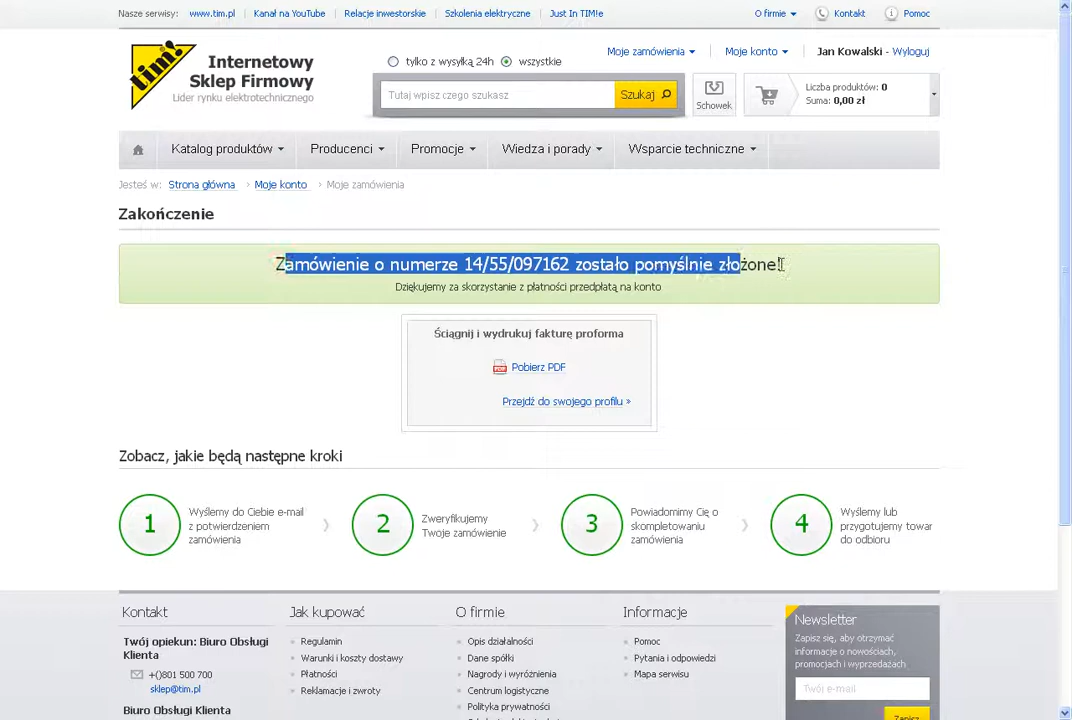 Nasze serwisy: www.tim.pl Kanał na YouTube Relacje inwestorskie Szkolenia elektryczne Just In TIM!e O firmie Kontakt Pomoc
Moje zamówienia Moje konto Jan Kowalski - Wyloguj
tim.
Internetowy
Sklep Firmowy
Lider rynku elektrotechnicznego
tylko z wysyłką 24h wszystkie
Tutaj wpisz czego szukasz Szukaj
Schowek
Liczba produktów: 0
Suma: 0,00 zł
Katalog produktów Producenci Promocje Wiedza i porady Wsparcie techniczne
Jesteś w: Strona główna › Moje konto › Moje zamówienia
Zakończenie
Zamówienie o numerze 14/55/097162 zostało pomyślnie złożone!
Dziękujemy za skorzystanie z płatności przedpłatą na konto
Ściągnij i wydrukuj fakturę proforma
PDF Pobierz PDF
Przejdź do swojego profilu »
Zobacz, jakie będą następne kroki
1 Wyślemy do Ciebie e-mail
z potwierdzeniem
zamówienia
2 Zweryfikujemy
Twoje zamówienie
3 Powiadomimy Cię o
skompletowaniu
zamówienia
4 Wyślemy lub
przygotujemy towar
do odbioru
Kontakt
Twój opiekun: Biuro Obsługi
Klienta
+()801 500 700
sklep@tim.pl
Biuro Obsługi Klienta
Jak kupować
Regulamin
Warunki i koszty dostawy
Płatności
Reklamacje i zwroty
O firmie
Opis działalności
Dane spółki
Nagrody i wyróżnienia
Centrum logistyczne
Polityka prywatności
Informacje
Pomoc
Pytania i odpowiedzi
Mapa serwisu
Newsletter
Zapisz się, aby otrzymać
informacje o nowościach,
promocjach i wyprzedażach
Twój e-mail
Zapisz